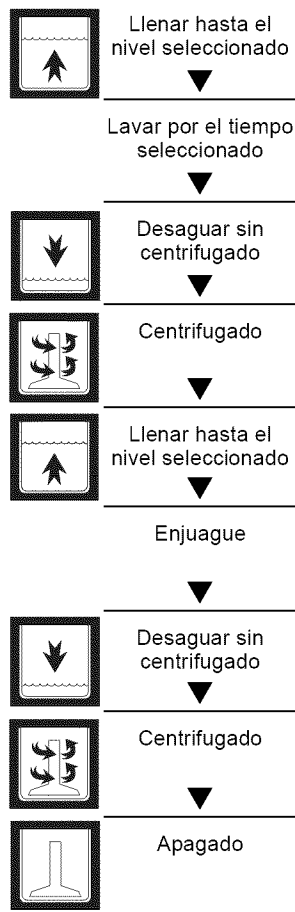 Llenar hasta el
nivel seleccionado
Lavar por el tiempo
seleccionado
Desaguar sin
centrifugado
Centrifugado
Llenar hasta el
nivel seleccionado
Enjuague
Desaguar sin
centrifugado
Centrifugado
Apagado